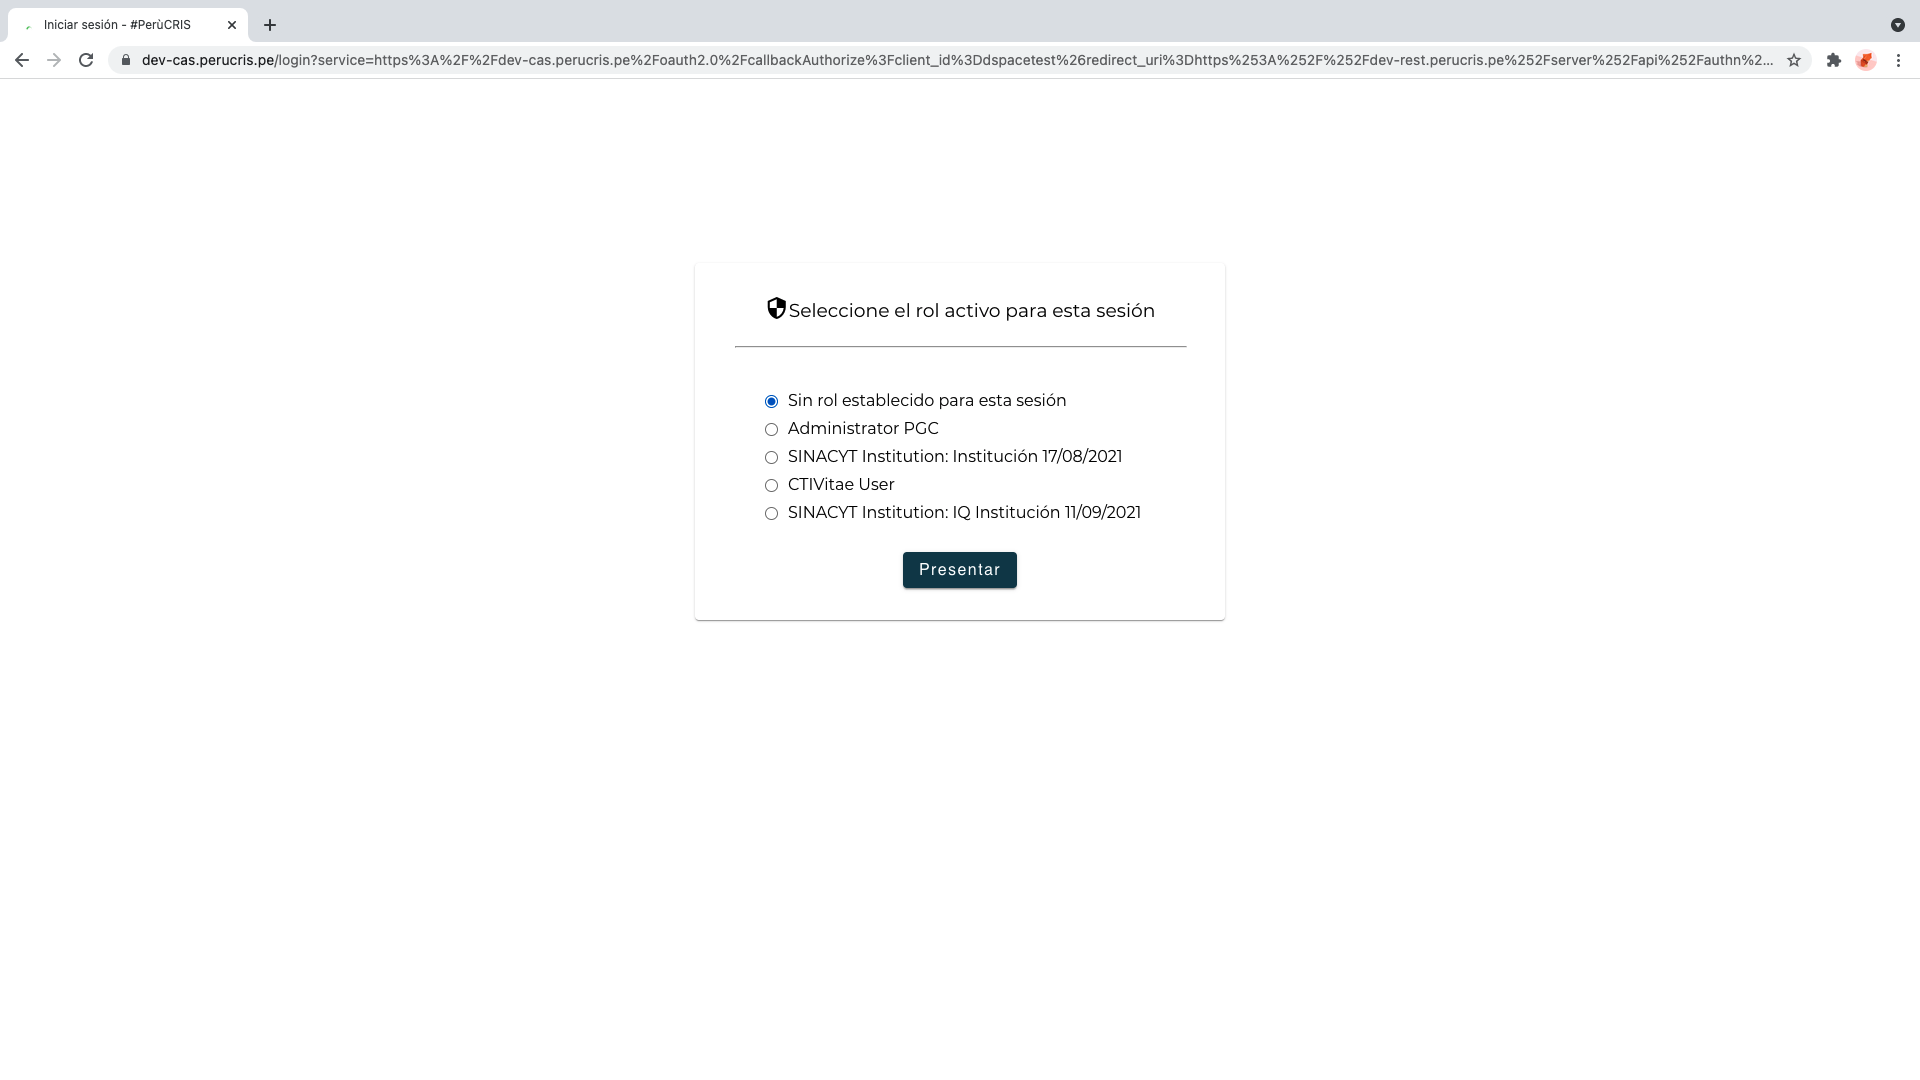 Iniciar sesión - #PerùCRIS
dev-cas.perucris.pe/login?service=https%3A%2F%2Fdev-cas.perucris.pe%2Foauth2.0%2FcallbackAuthorize%3Fclient_id%3Ddspacetest%26redirect_uri%3Dhttps%253A%252F%252Fdev-rest.perucris.pe%252Fserver%252Fapi%252Fauthn%2...
Seleccione el rol activo para esta sesión
Sin rol establecido para esta sesión
Administrator PGC
SINACYT Institution: Institución 17/08/2021
CTIVitae User
SINACYT Institution: IQ Institución 11/09/2021
Presentar